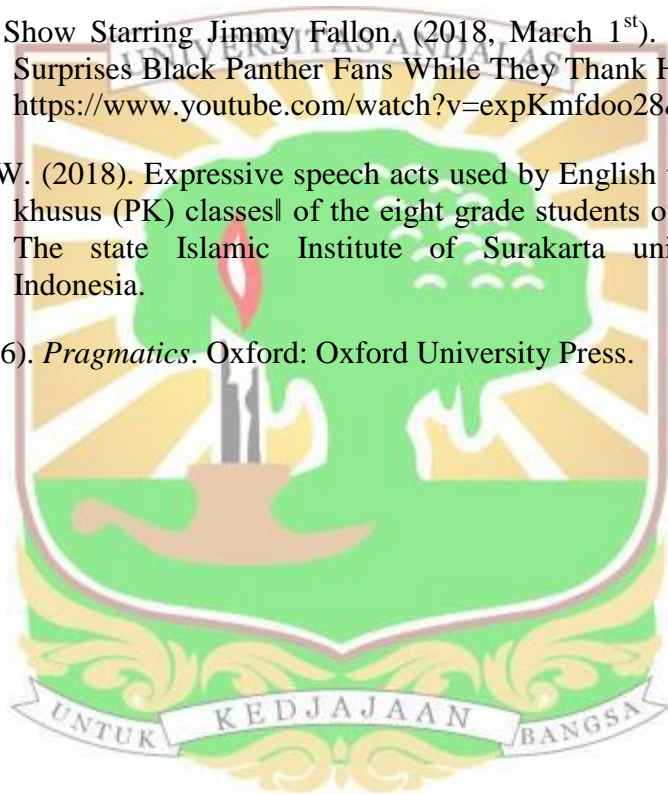 Show Starring Jimmy Fallon. (2018, March 1st).
UNIVERSITAS ANDALAS
Surprises Black Panther Fans While They Thank
https://www.youtube.com/watch?v=expKmfdoo28
W. (2018). Expressive speech acts used by English
khusus (PK) classes‖ of the eight grade students
The state Islamic Institute of Surakarta
Indonesia.
6). Pragmatics. Oxford: Oxford University Press.
UNTUK KEDJAJAAN BANGSA